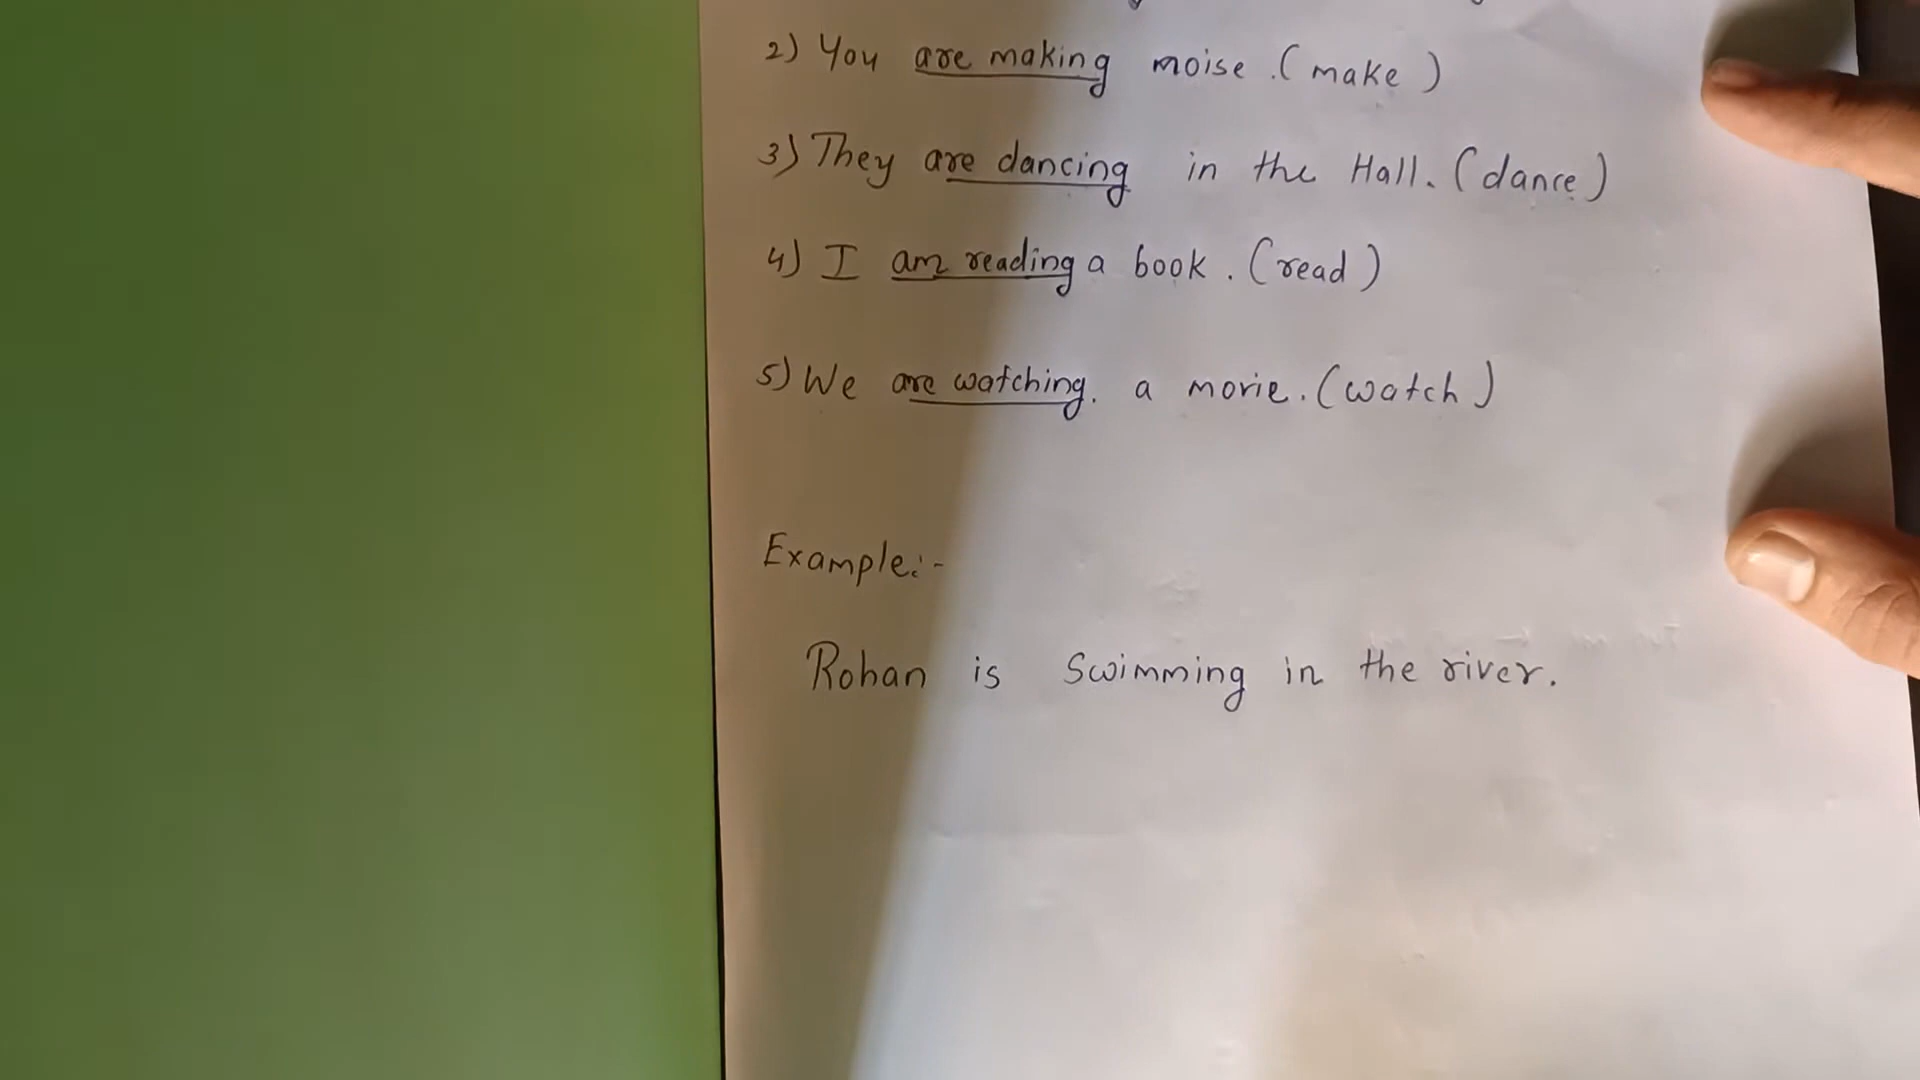 2) You are making noise. (make)
3) They are dancing in the Hall. (dance)
4) I am reading a book. (read)
5) We are watching. a movie. (watch)
Example:-
Rohan is Swimming in the river.